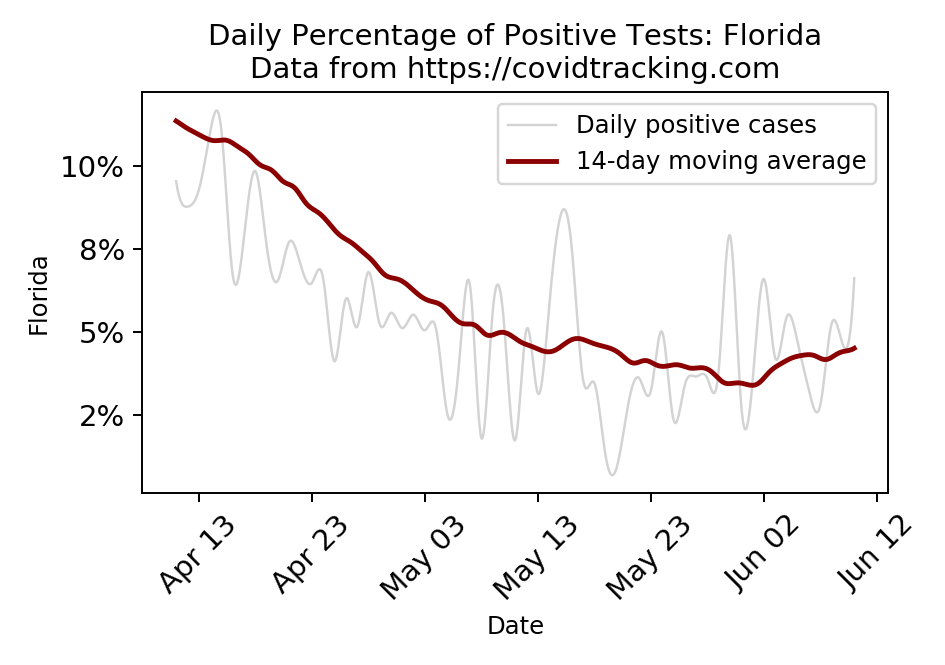 Daily Percentage of Positive Tests: Florida
Data from https://covidtracking.com
Daily positive cases
14-day moving average
10%
8%
5%
2%
Florida
Apr 13
Apr 23
May 03
May 13
May 23
Jun 02
Jun 12
Date